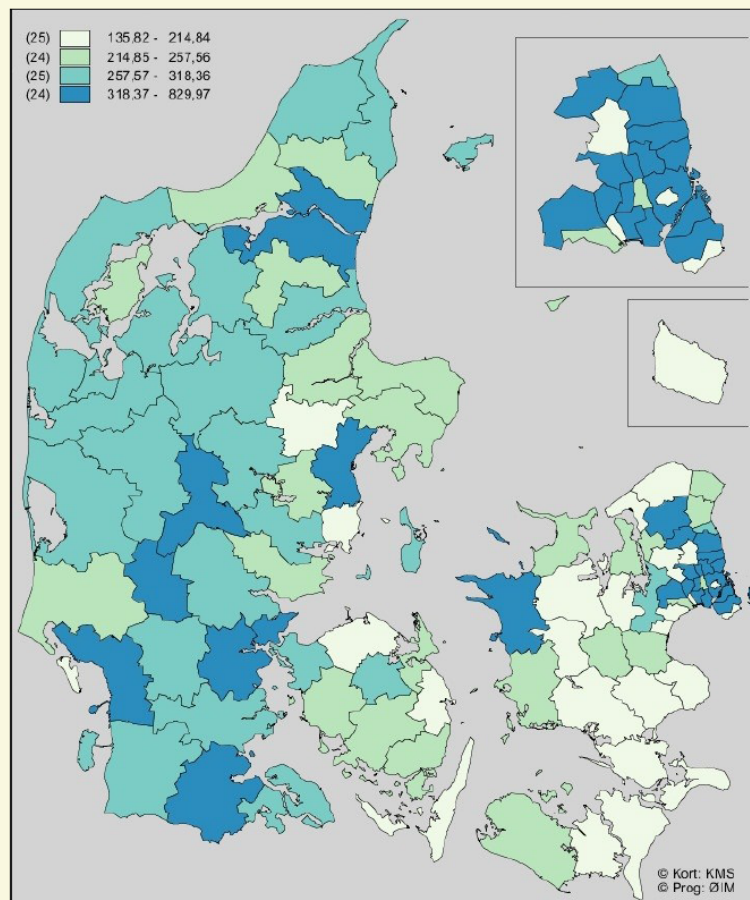 (25) 135,82 - 214,84
(24) 214,85 - 257,56
(25) 257,57 - 318,36
(24) 318,37 - 829,97
© Kort: KMS
© Prog: ØIM